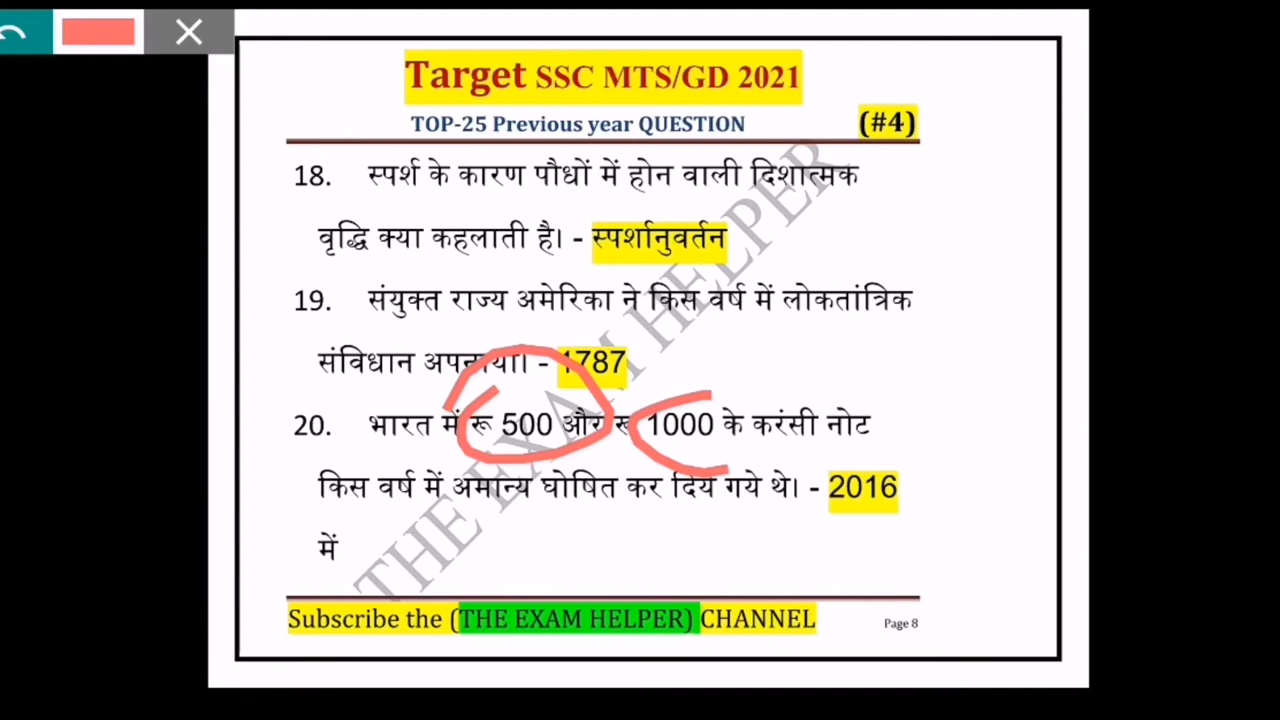 Target SSC MTS/GD 2021
TOP-25 Previous year QUESTION (#4)
18. स्पर्श के कारण पौधों में होन वाली दिशात्मक
वृद्धि क्या कहलाती है। - स्पर्शानुवर्तन
19. संयुक्त राज्य अमेरिका ने किस वर्ष में लोकतांत्रिक
संविधान अपनाया। - 1787
20. भारत में रू 500 और रू 1000 के करंसी नोट
किस वर्ष में अमान्य घोषित कर दिये गये थे। - 2016
में
THE EXAM HELPER
Subscribe the (THE EXAM HELPER) CHANNEL
Page 8